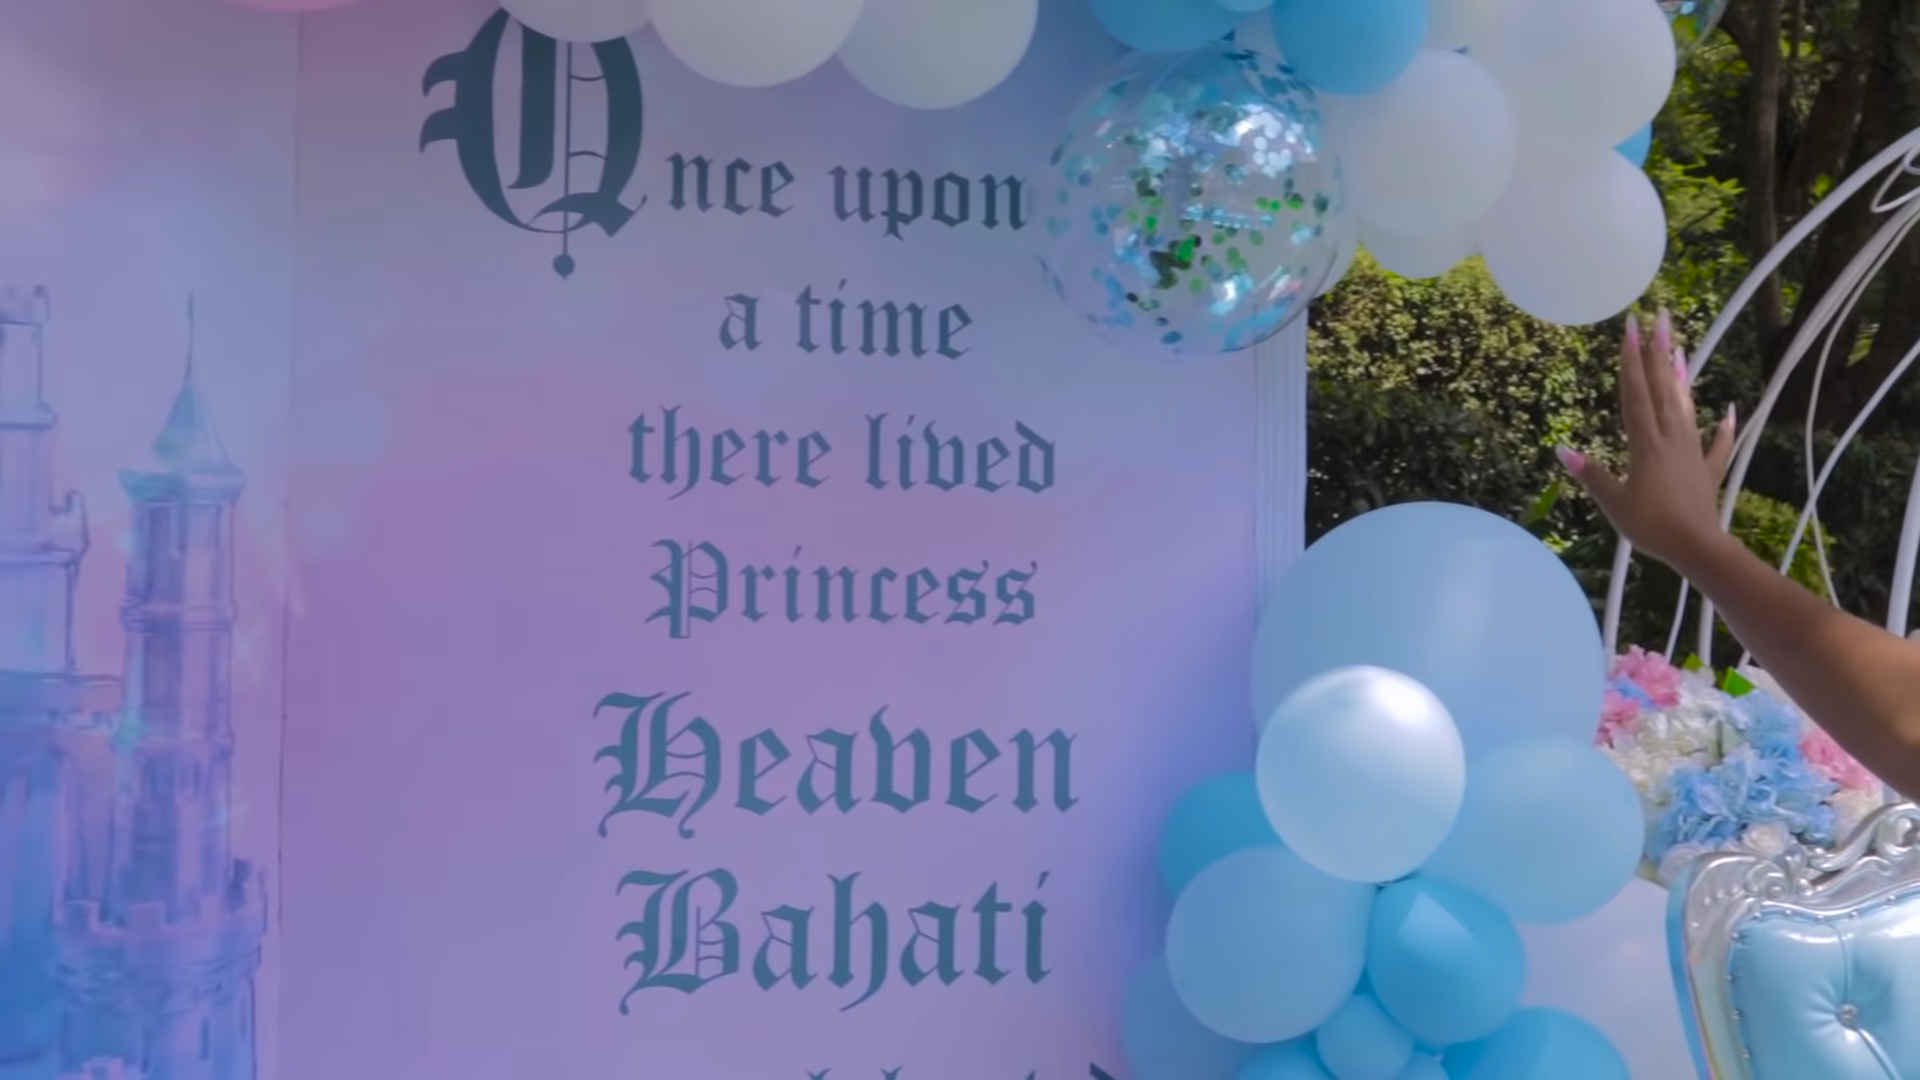 Once upon
a time
there lived
Princess
Heaven
Bahati